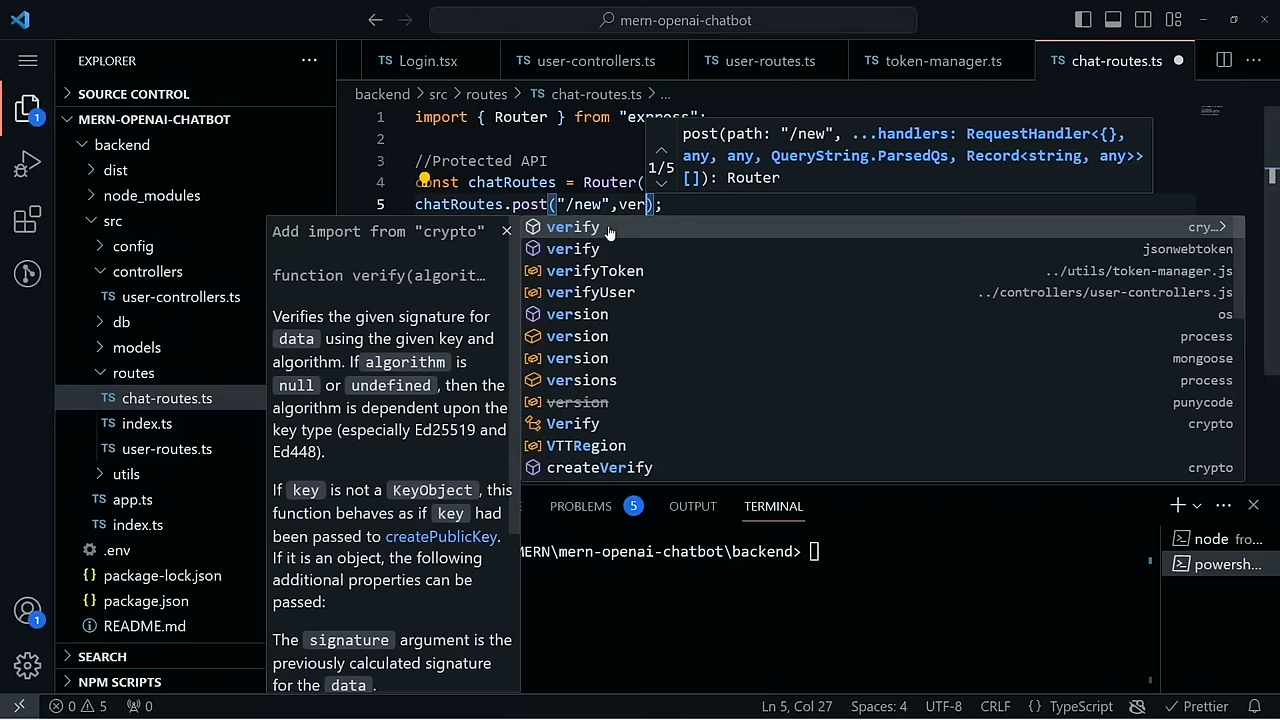 mern-openai-chatbot
EXPLORER
SOURCE CONTROL
MERN-OPENAI-CHATBOT
backend
dist
node_modules
src
config
controllers
user-controllers.ts
db
models
routes
chat-routes.ts
index.ts
user-routes.ts
utils
app.ts
index.ts
.env
package-lock.json
package.json
README.md
SEARCH
NPM SCRIPTS
Login.tsx
user-controllers.ts
user-routes.ts
token-manager.ts
chat-routes.ts
backend > src > routes > TS chat-routes.ts > ...
1 import { Router } from "express";
2
3 //Protected API
4 const chatRoutes = Router(
5 chatRoutes.post("/new",ver);
1/5
post(path: "/new", ...handlers: RequestHandler<{},
any, any, QueryString.ParsedQs, Record<string, any>>
[]): Router
Add import from "crypto"
function verify(algorit…
Verifies the given signature for
data using the given key and
algorithm. If algorithm is
null or undefined, then the
algorithm is dependent upon the
key type (especially Ed25519 and
Ed448).
If key is not a KeyObject, this
function behaves as if key had
been passed to createPublicKey.
If it is an object, the following
additional properties can be
passed:
The signature argument is the
previously calculated signature
for the data.
verify cry…>
verify jsonwebtoken
verifyToken ../utils/token-manager.js
verifyUser ../controllers/user-controllers.js
version os
version process
version mongoose
versions process
version punycode
Verify crypto
VTTRegion
createVerify crypto
PROBLEMS 5 OUTPUT TERMINAL
MERN\mern-openai-chatbot\backend>
node fro...
powersh...
0 5 0
Ln 5, Col 27 Spaces: 4 UTF-8 CRLF {} TypeScript Prettier